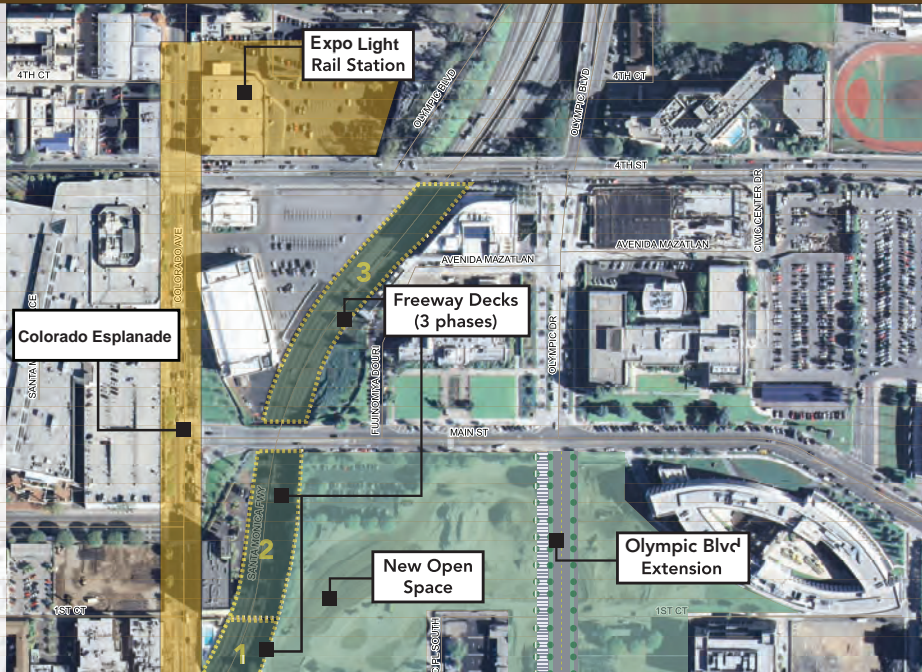 Expo Light
Rail Station
4TH CT
OLYMPIC BLVD
OLYMPIC BLVD
4TH CT
4TH ST
CIVIC CENTER DR
COLORADO AVE
AVENIDA MAZATLAN
AVENIDA MAZATLAN
3
Freeway Decks
(3 phases)
Colorado Esplanade
OLYMPIC DR
MAIN ST
SANTA MONICA FWY
2
Olympic Blvd
Extension
New Open
Space
1ST CT
1ST CT
1
PL SOUTH